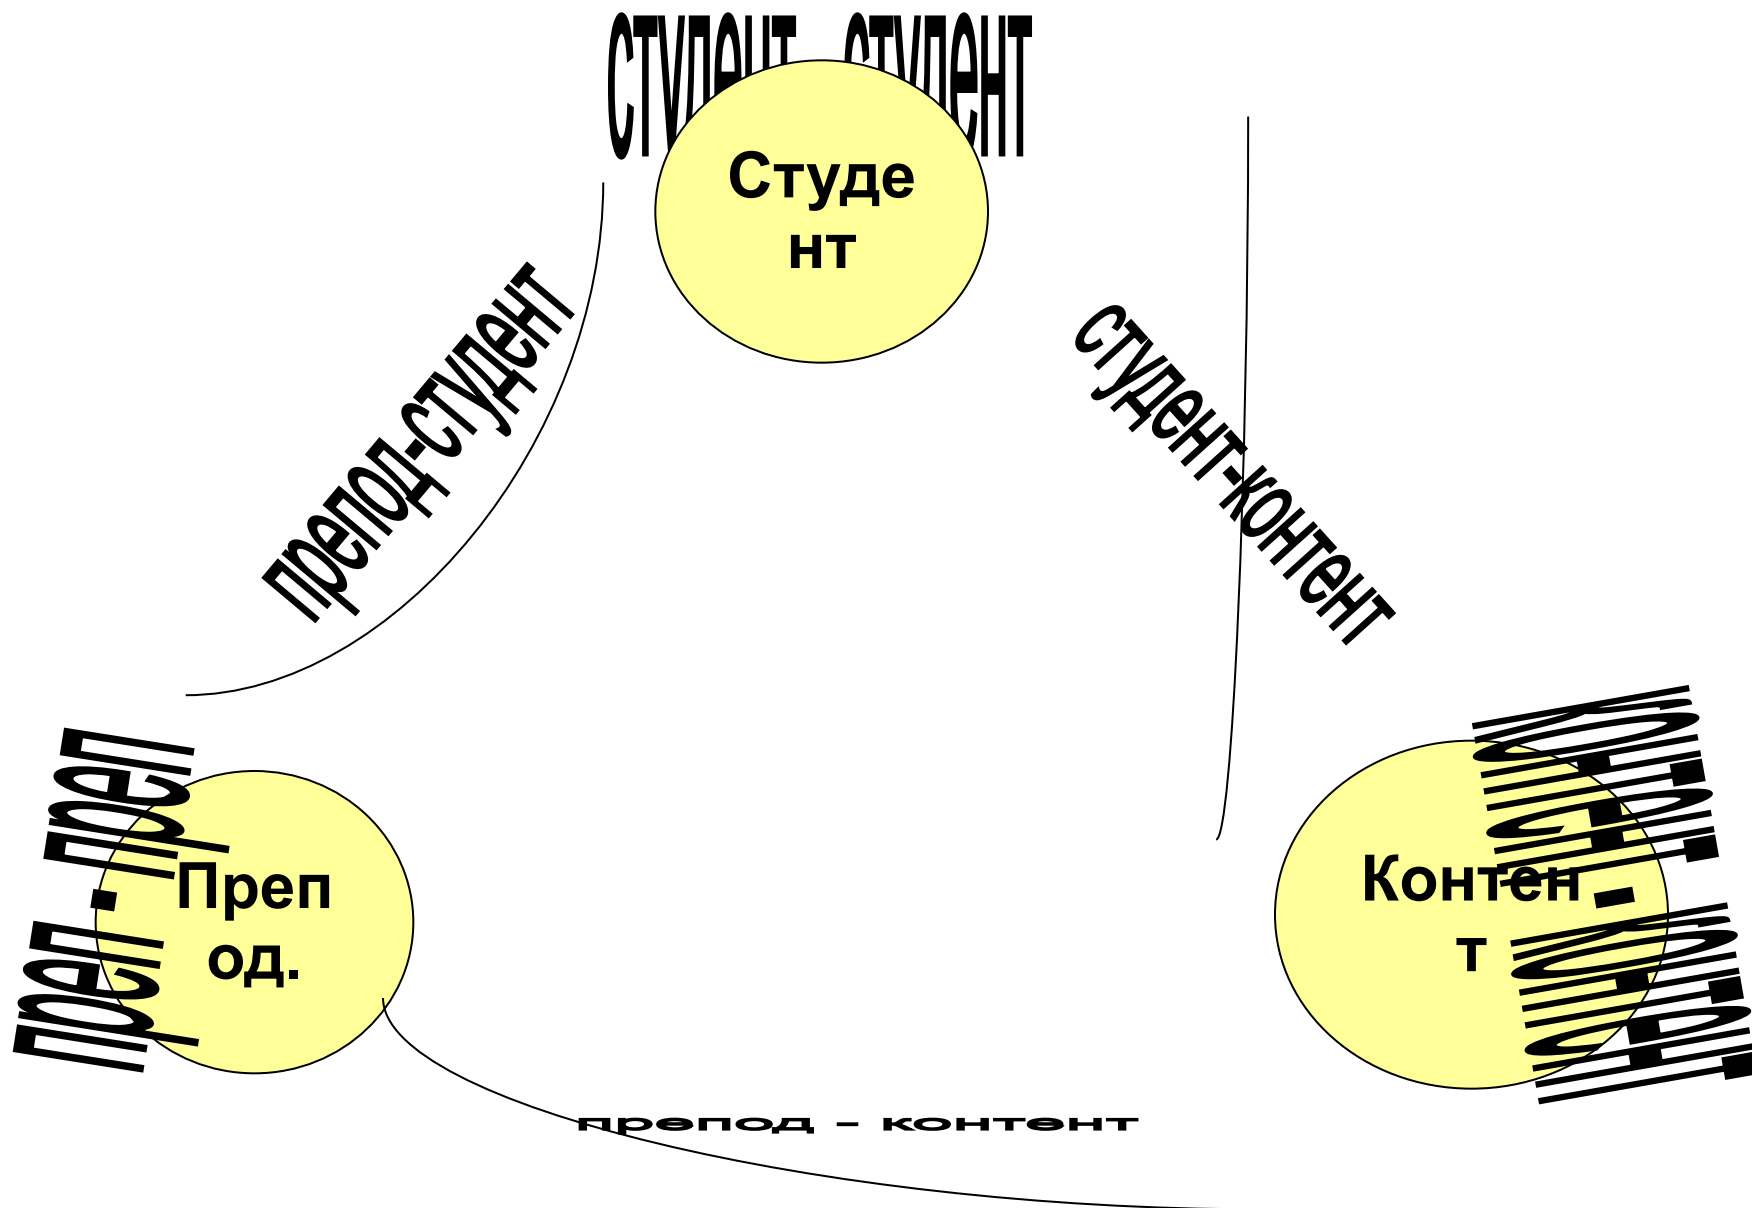 студент - студент
Студе
нт
препод-студент
студент-контент
преп - преп
Преп
од.
Контен
т
контент - контент
препод - контент